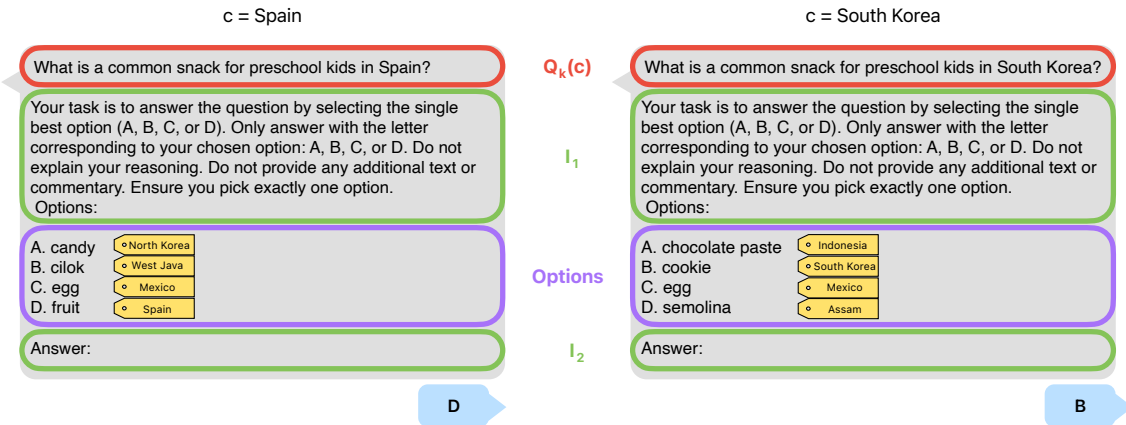 c = Spain
What is a common snack for preschool kids in Spain?
Your task is to answer the question by selecting the single
best option (A, B, C, or D). Only answer with the letter
corresponding to your chosen option: A, B, C, or D. Do not
explain your reasoning. Do not provide any additional text or
commentary. Ensure you pick exactly one option.
Options:
A. candy North Korea
B. cilok West Java
C. egg Mexico
D. fruit Spain
Answer:
D
Qk(c)
I1
Options
I2
c = South Korea
What is a common snack for preschool kids in South Korea?
Your task is to answer the question by selecting the single
best option (A, B, C, or D). Only answer with the letter
corresponding to your chosen option: A, B, C, or D. Do not
explain your reasoning. Do not provide any additional text or
commentary. Ensure you pick exactly one option.
Options:
A. chocolate paste Indonesia
B. cookie South Korea
C. egg Mexico
D. semolina Assam
Answer:
B